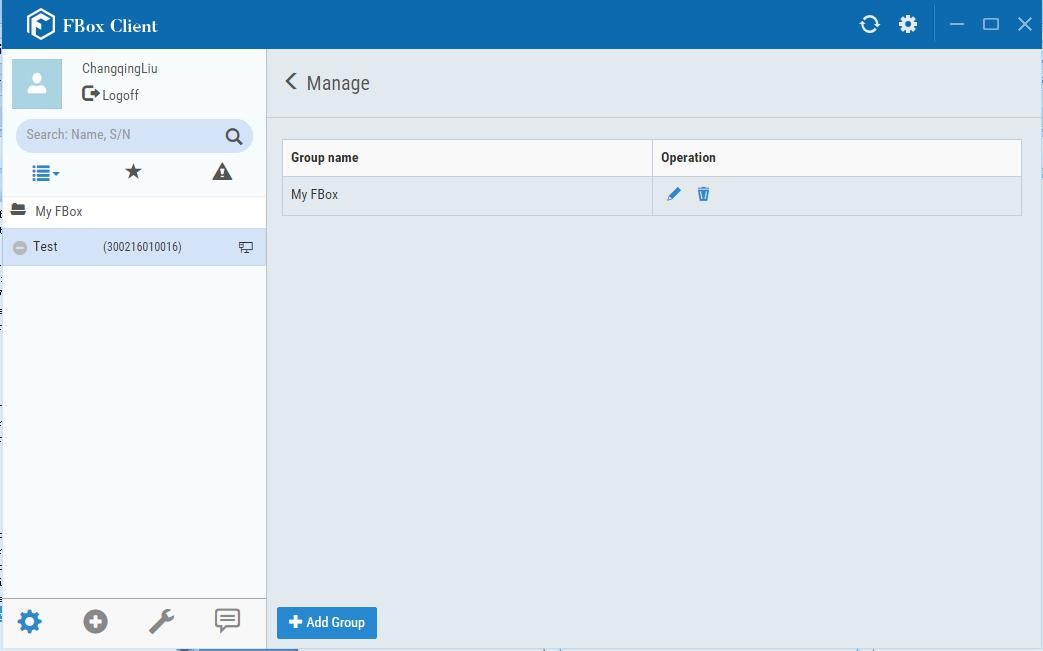 FBox Client
ChangqingLiu
Logoff
Search: Name, S/N
My FBox
Test (300216010016)
Manage
Group name Operation
My FBox
Add Group